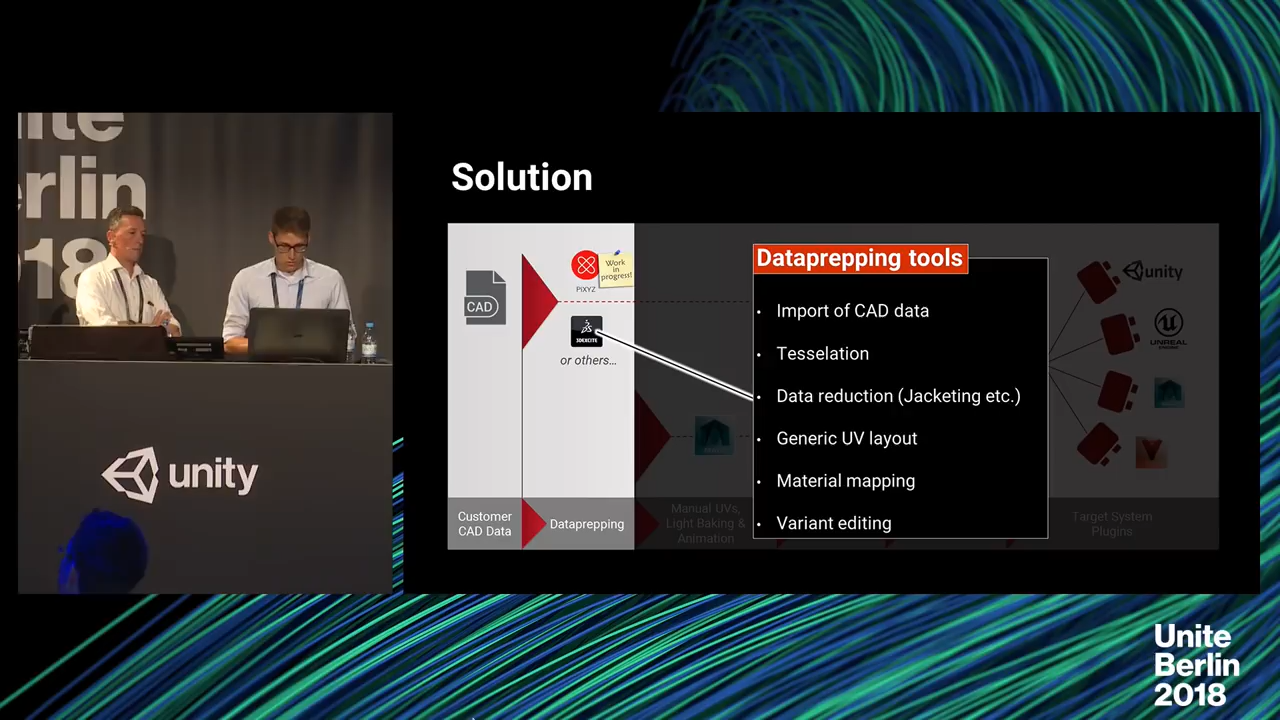 Unite
Berlin
2018
unity
Solution
CAD
PIXYZ
Work
in
progress!
3DEXCITE
or others...
Customer
CAD Data
Dataprepping
Manual UVs,
Light Baking &
Animation
Dataprepping tools
• Import of CAD data
• Tesselation
• Data reduction (Jacketing etc.)
• Generic UV layout
• Material mapping
• Variant editing
unity
UNREAL
Target System
Plugins
Unite
Berlin
2018